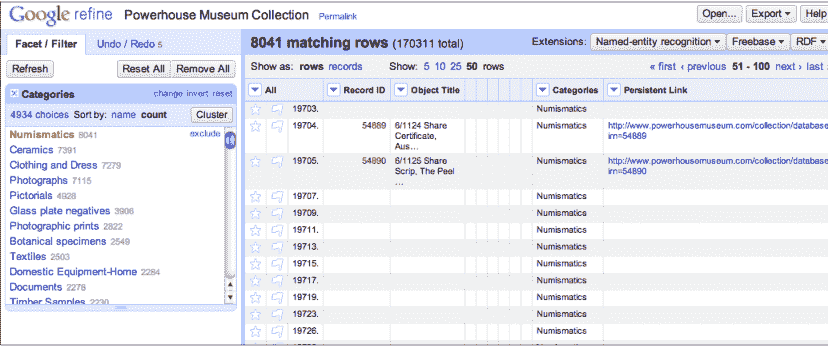 Google refine Powerhouse Museum Collection Permalink Open... Export Help
Facet / Filter Undo / Redo 5
Refresh Reset All Remove All
Categories change invert reset
4934 choices Sort by: name count Cluster
Numismatics 8041 exclude
Ceramics 7391
Clothing and Dress 7279
Photographs 7115
Pictorials 4928
Glass plate negatives 3906
Photographic prints 2822
Botanical specimens 2549
Textiles 2503
Domestic Equipment-Home 2284
Documents 2278
Timber Samples 2230
8041 matching rows (170311 total) Extensions: Named-entity recognition Freebase RDF
Show as: rows records Show: 5 10 25 50 rows « first ‹ previous 51 - 100 next › last
All Record ID Object Title Categories Persistent Link
19703. Numismatics
19704. 54889 6/1124 Share Numismatics http://www.powerhousemuseum.com/collection/database
Certificate, irn=54889
Aus...
19705. 54890 6/1125 Share Numismatics http://www.powerhousemuseum.com/collection/database
Scrip, The Peel irn=54890
...
19707. Numismatics
19709. Numismatics
19711. Numismatics
19713. Numismatics
19715. Numismatics
19717. Numismatics
19719. Numismatics
19723. Numismatics
19726. Numismatics